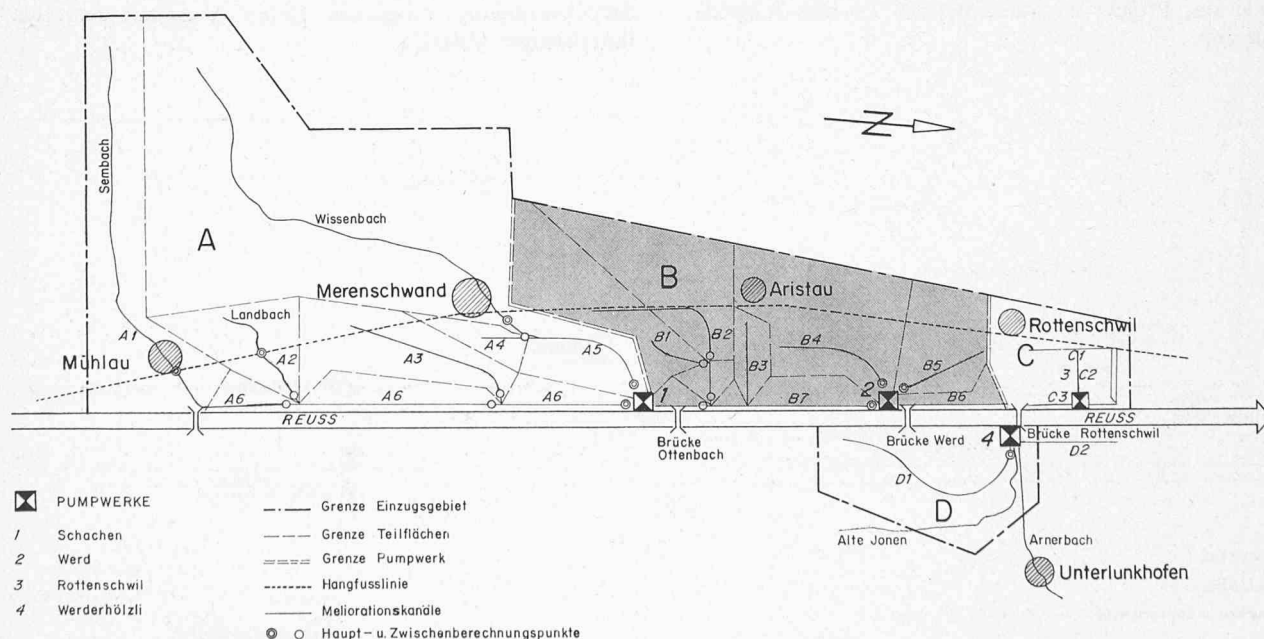 N
Sembach
Wissenbach
A
B
Merenschwand
Aristau
Rottenschwil
Landbach
A1
Mühlau
A2
A3
A4
A5
A6
A6
A6
B1
B2
B3
B4
B5
B6
B7
C
C1
3 C2
C3
1
2
REUSS
REUSS
Brücke
Ottenbach
Brücke Werd
4
Brücke Rottenschwil
D2
D1
D
Alte Jonen
Arnerbach
Unterlunkhofen
PUMPWERKE
1 Schachen
2 Werd
3 Rottenschwil
4 Werderhölzli
Grenze Einzugsgebiet
Grenze Teilflächen
Grenze Pumpwerk
Hangfusslinie
Meliorationskanäle
Haupt- u. Zwischenberechnungspunkte